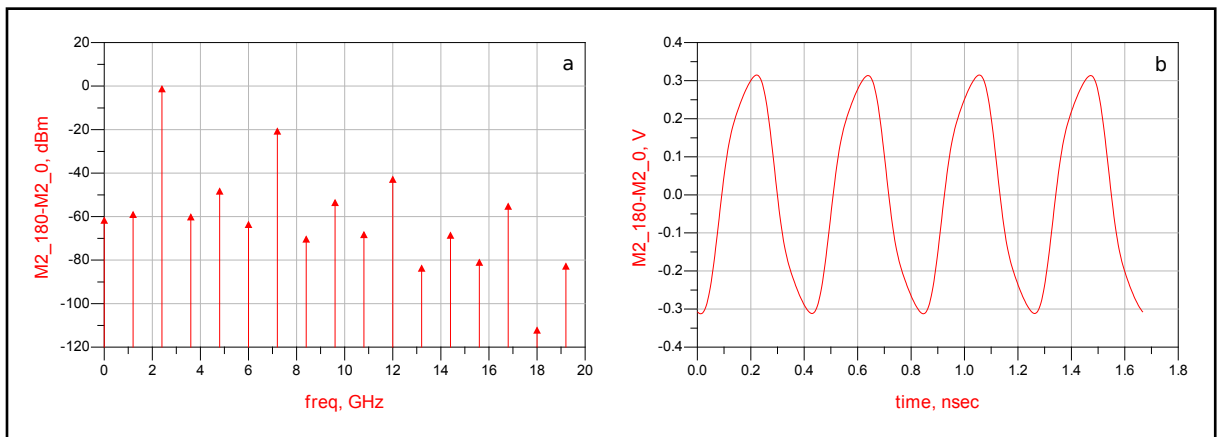 20
0
-20
-40
-60
-80
-100
-120
0 2 4 6 8 10 12 14 16 18 20
M2_180-M2_0, dBm
freq, GHz
a
0.4
0.3
0.2
0.1
0.0
-0.1
-0.2
-0.3
-0.4
0.0 0.2 0.4 0.6 0.8 1.0 1.2 1.4 1.6 1.8
M2_180-M2_0, V
time, nsec
b